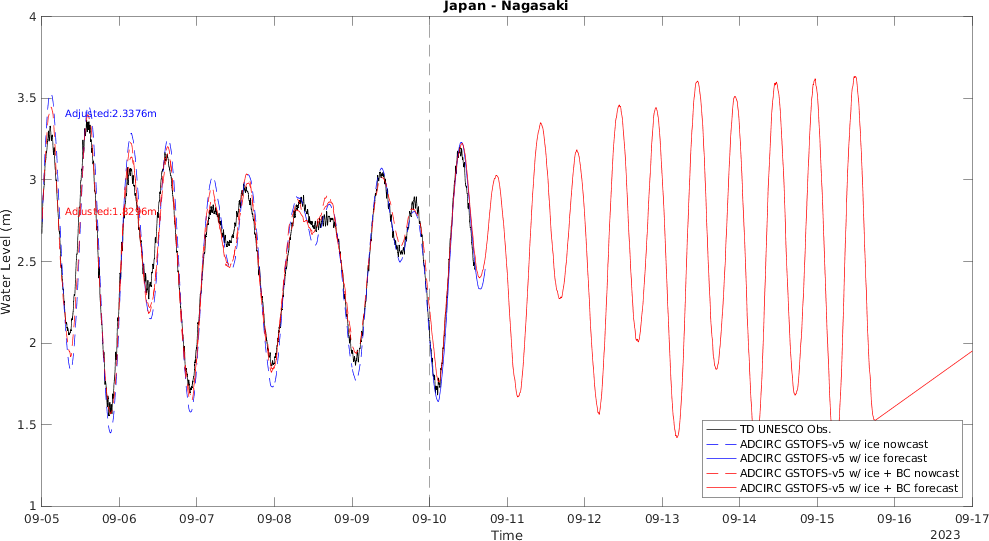 Japan - Nagasaki
4
3.5
3
2.5
2
1.5
1
Water Level (m)
Adjusted:2.3376m
Adjusted:1.8296m
TD UNESCO Obs.
ADCIRC GSTOFS-v5 w/ ice nowcast
ADCIRC GSTOFS-v5 w/ ice forecast
ADCIRC GSTOFS-v5 w/ ice + BC nowcast
ADCIRC GSTOFS-v5 w/ ice + BC forecast
09-05 09-06 09-07 09-08 09-09 09-10 09-11 09-12 09-13 09-14 09-15 09-16 09-17
Time
2023